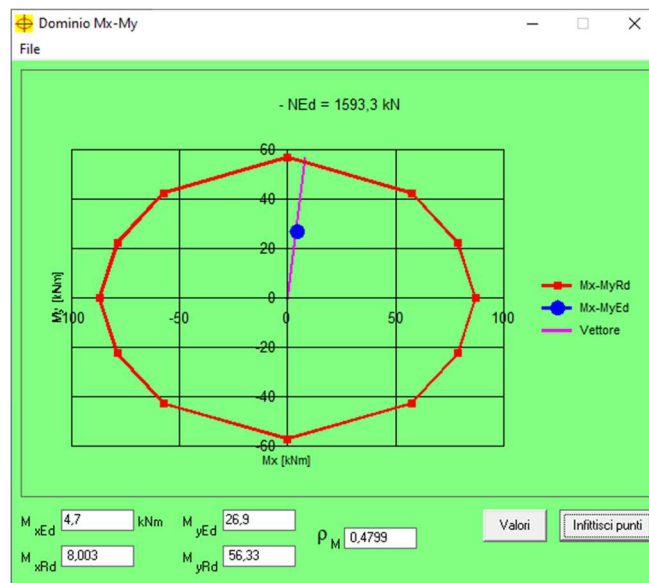 Dominio Mx-My
File
- NEd = 1593,3 kN
60
40
20
0
-100 -50 0 50 100
-20
-40
-60
My [kNm]
Mx [kNm]
Mx-MyRd
Mx-MyEd
Vettore
M xEd 4,7 kNm M yEd 26,9 ρ M 0,4799 Valori Infittisci punti
M xRd 8,003 M yRd 56,33